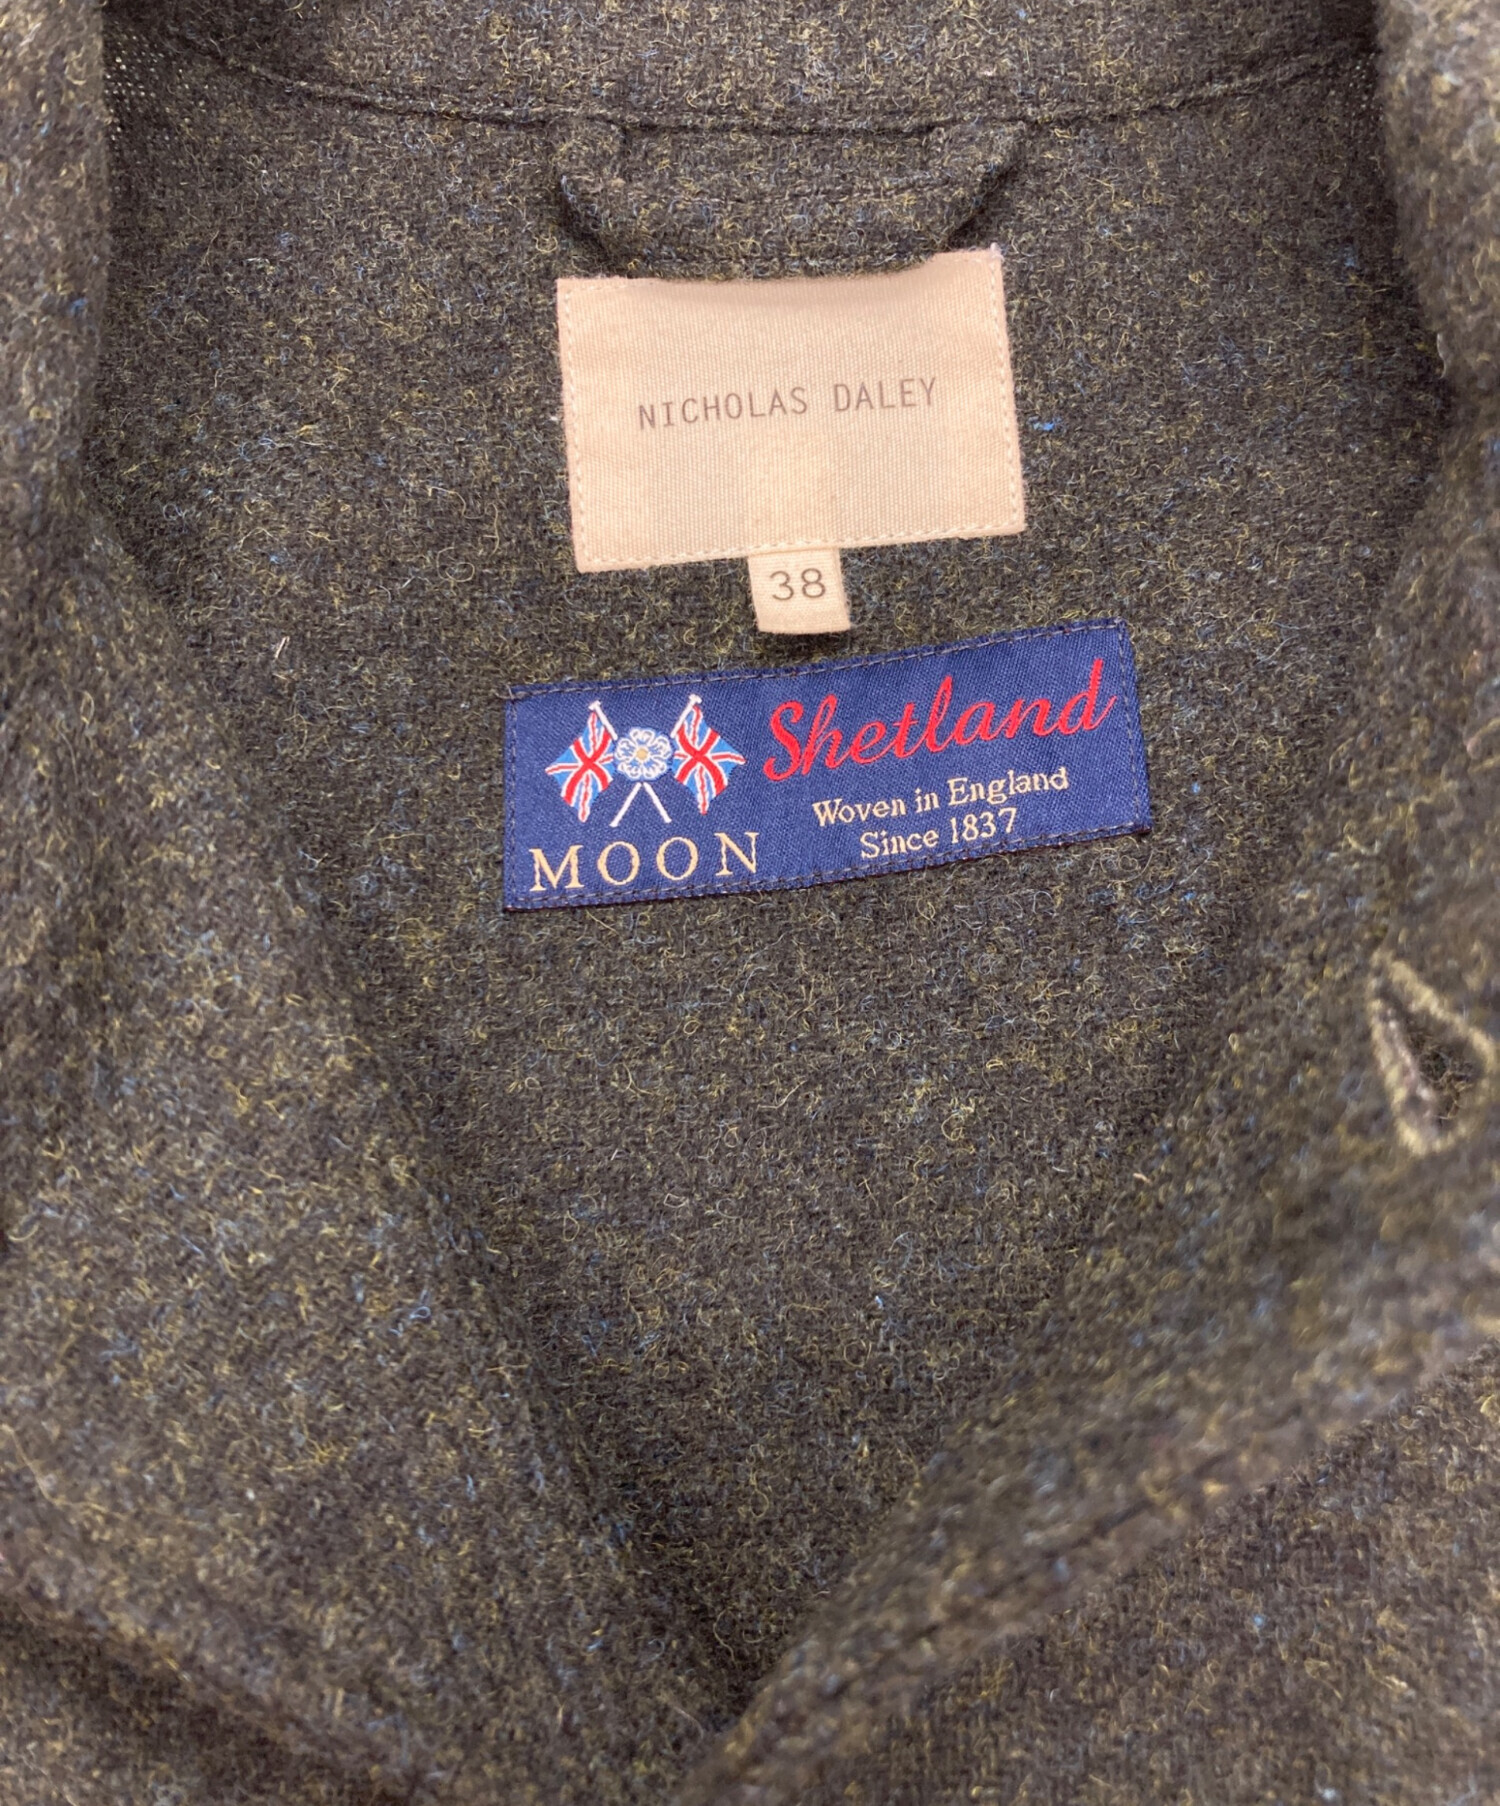 NICHOLAS DALEY
38
Shetland
Woven in England
Since 1837
MOON